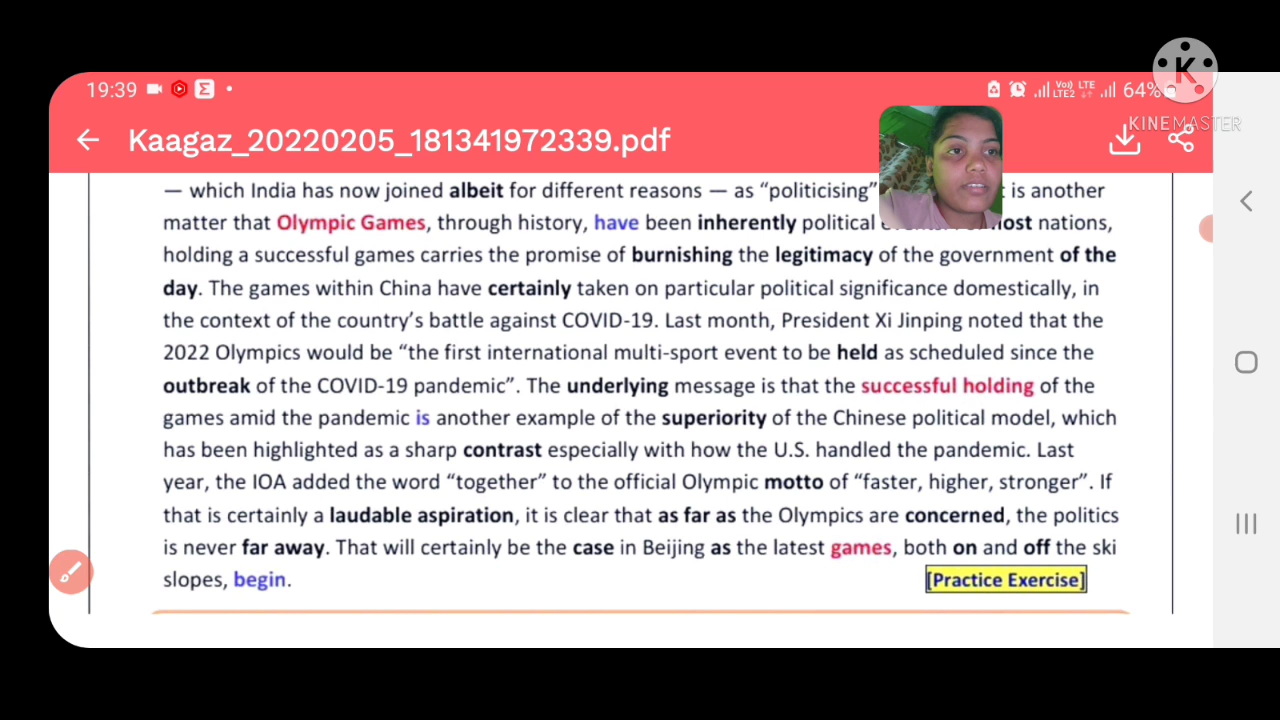 19:39
Vo)) LTE
LTE2
64%
KINEMASTER
Kaagaz_20220205_181341972339.pdf
— which India has now joined albeit for different reasons — as “politicising” is another
matter that Olympic Games, through history, have been inherently political nations,
holding a successful games carries the promise of burnishing the legitimacy of the government of the
day. The games within China have certainly taken on particular political significance domestically, in
the context of the country’s battle against COVID-19. Last month, President Xi Jinping noted that the
2022 Olympics would be “the first international multi-sport event to be held as scheduled since the
outbreak of the COVID-19 pandemic”. The underlying message is that the successful holding of the
games amid the pandemic is another example of the superiority of the Chinese political model, which
has been highlighted as a sharp contrast especially with how the U.S. handled the pandemic. Last
year, the IOA added the word “together” to the official Olympic motto of “faster, higher, stronger”. If
that is certainly a laudable aspiration, it is clear that as far as the Olympics are concerned, the politics
is never far away. That will certainly be the case in Beijing as the latest games, both on and off the ski
slopes, begin.
[Practice Exercise]